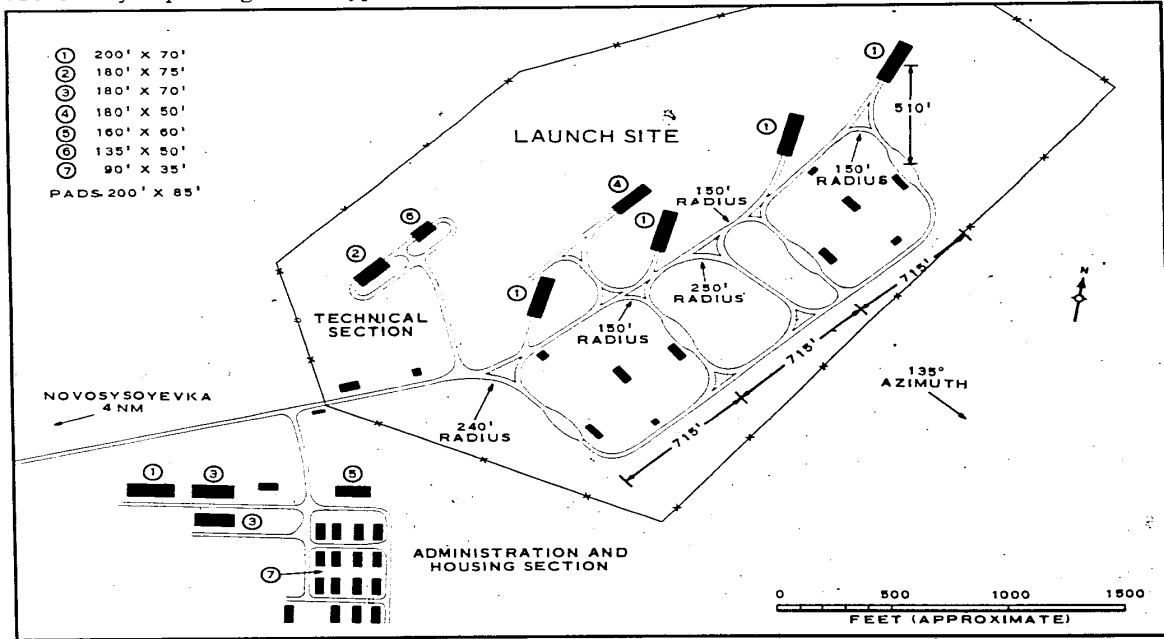 ① 200' X 70'
② 180' X 75'
③ 180' X 70'
④ 180' X 50'
⑤ 160' X 60'
⑥ 135' X 50'
⑦ 90' X 35'
PADS-200' X 85'
①
510'
LAUNCH SITE
①
150'
RADIUS
④
150'
RADIUS
⑥
①
②
715'
250'
RADIUS
N
①
TECHNICAL
SECTION
150'
RADIUS
715'
135°
AZIMUTH
NOVOSYSOYEVKA
4 NM
240'
RADIUS
715'
① ③ ⑤
③
ADMINISTRATION AND
HOUSING SECTION
⑦
0 500 1000 1500
FEET (APPROXIMATE)